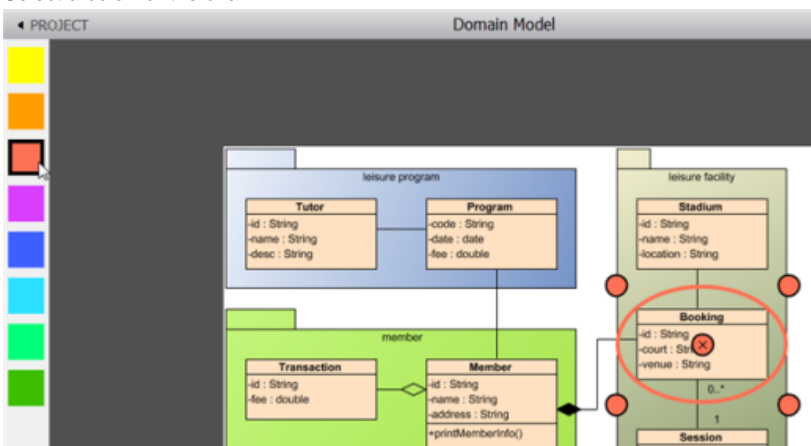 PROJECT
Domain Model
leisure program
Tutor
-id : String
-name : String
-desc : String
Program
-code : String
-date : date
-fee : double
leisure facility
Stadium
-id : String
-name : String
-location : String
Booking
-id : String
-court : Str
-venue : String
0..*
1
Session
member
Transaction
-id : String
-fee : double
Member
-id : String
-name : String
-address : String
+printMemberInfo()